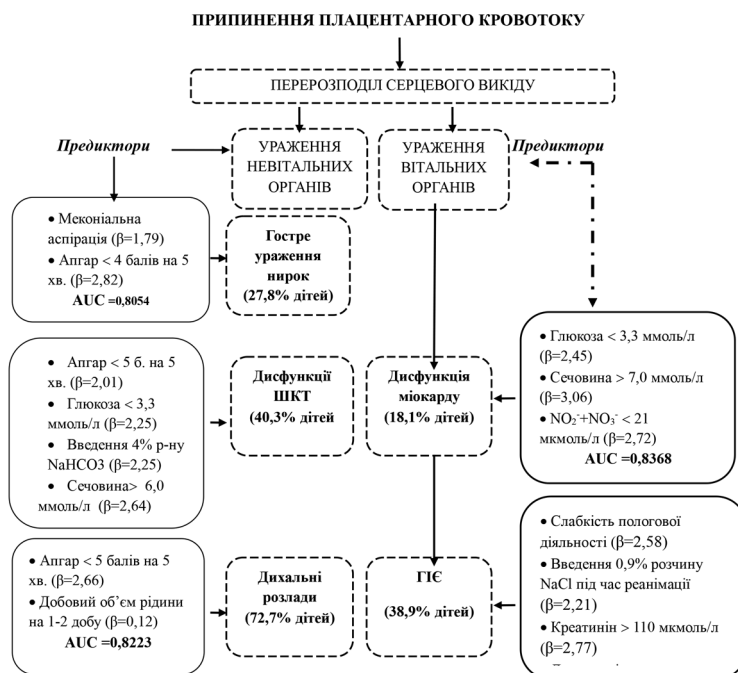 ПРИПИНЕННЯ ПЛАЦЕНТАРНОГО КРОВОТОКУ
ПЕРЕРОЗПОДІЛ СЕРЦЕВОГО ВИКІДУ
Предиктори
УРАЖЕННЯ
НЕВІТАЛЬНИХ
ОРГАНІВ
УРАЖЕННЯ
ВІТАЛЬНИХ
ОРГАНІВ
Предиктори
• Меконіальна
аспірація (β=1,79)
• Апгар < 4 балів на 5
хв. (β=2,82)
AUC =0,8054
Гостре
ураження
нирок
(27,8% дітей)
• Апгар < 5 б. на 5
хв. (β=2,01)
• Глюкоза < 3,3
ммоль/л (β=2,25)
• Введення 4% р-ну
NaHCO3 (β=2,25)
• Сечовина> 6,0
ммоль/л (β=2,64)
Дисфункції
ШКТ
(40,3% дітей
Дисфункція
міокарду
(18,1% дітей)
• Глюкоза < 3,3 ммоль/л
(β=2,45)
• Сечовина > 7,0 ммоль/л
(β=3,06)
• NO₂⁻+NO₃⁻ < 21
мкмоль/л (β=2,72)
AUC =0,8368
• Апгар < 5 балів на 5
хв. (β=2,66)
• Добовий об’єм рідини
на 1-2 добу (β=0,12)
AUC =0,8223
Дихальні
розлади
(72,7% дітей)
ГІЄ
(38,9% дітей)
• Слабкість пологової
діяльності (β=2,58)
• Введення 0,9% розчину
NaCl під час реанімації
(β=2,21)
• Креатинін > 110 мкмоль/л
(β=2,77)